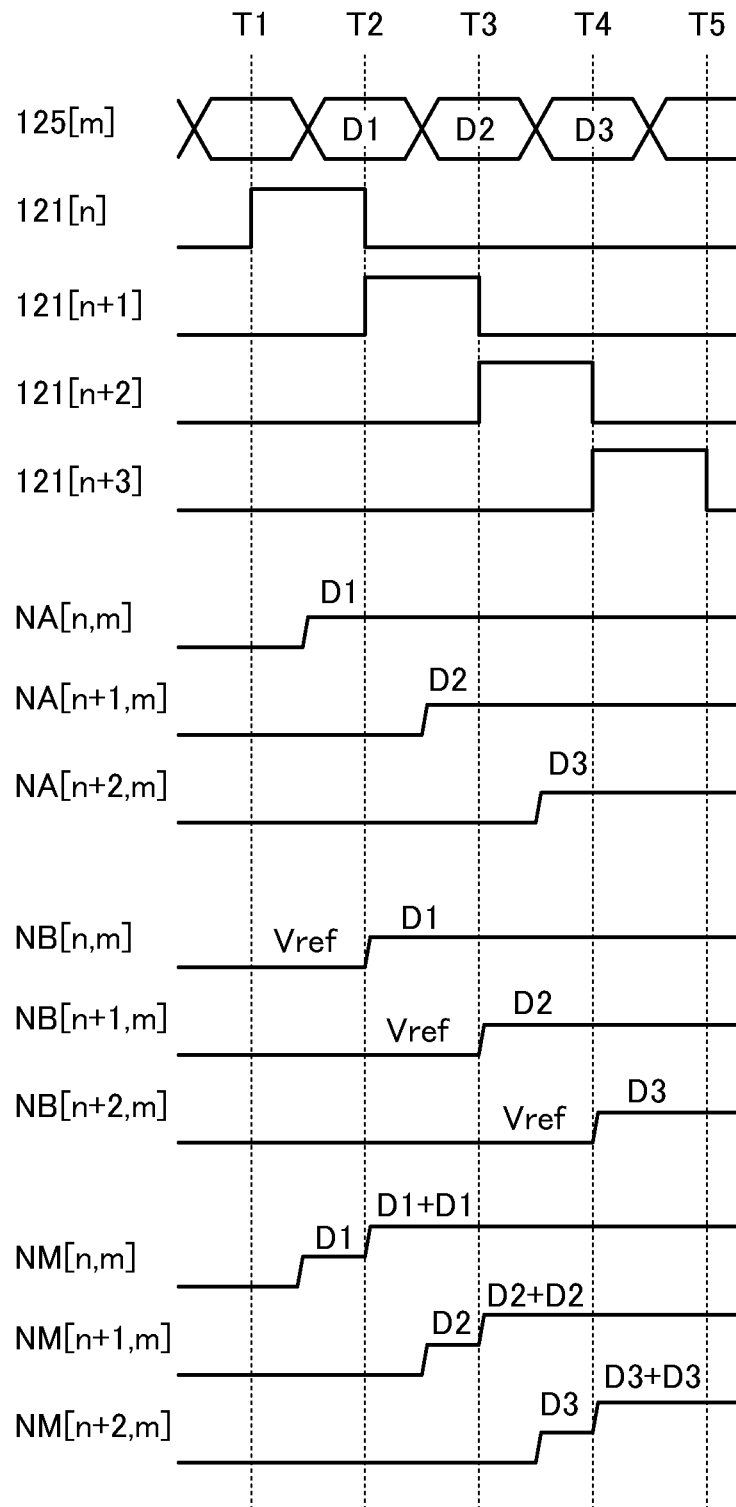 T1 T2 T3 T4 T5
125[m] D1 D2 D3
121[n]
121[n+1]
121[n+2]
121[n+3]
D1
NA[n,m]
D2
NA[n+1,m]
D3
NA[n+2,m]
D1
NB[n,m] Vref
D2
NB[n+1,m] Vref
D3
NB[n+2,m] Vref
D1+D1
D1
NM[n,m]
D2+D2
D2
NM[n+1,m]
D3+D3
D3
NM[n+2,m]